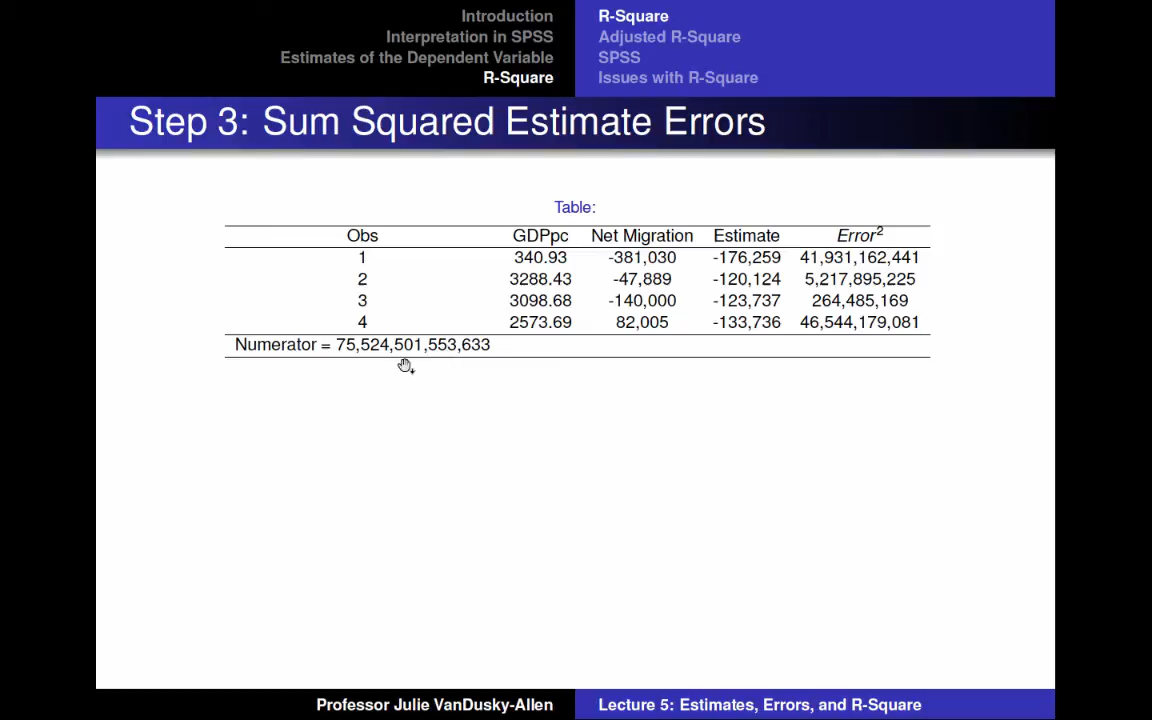 Introduction
Interpretation in SPSS
Estimates of the Dependent Variable
R-Square
R-Square
Adjusted R-Square
SPSS
Issues with R-Square
Step 3: Sum Squared Estimate Errors
Table:
Obs GDPpc Net Migration Estimate Error²
1 340.93 -381,030 -176,259 41,931,162,441
2 3288.43 -47,889 -120,124 5,217,895,225
3 3098.68 -140,000 -123,737 264,485,169
4 2573.69 82,005 -133,736 46,544,179,081
Numerator = 75,524,501,553,633
Professor Julie VanDusky-Allen Lecture 5: Estimates, Errors, and R-Square